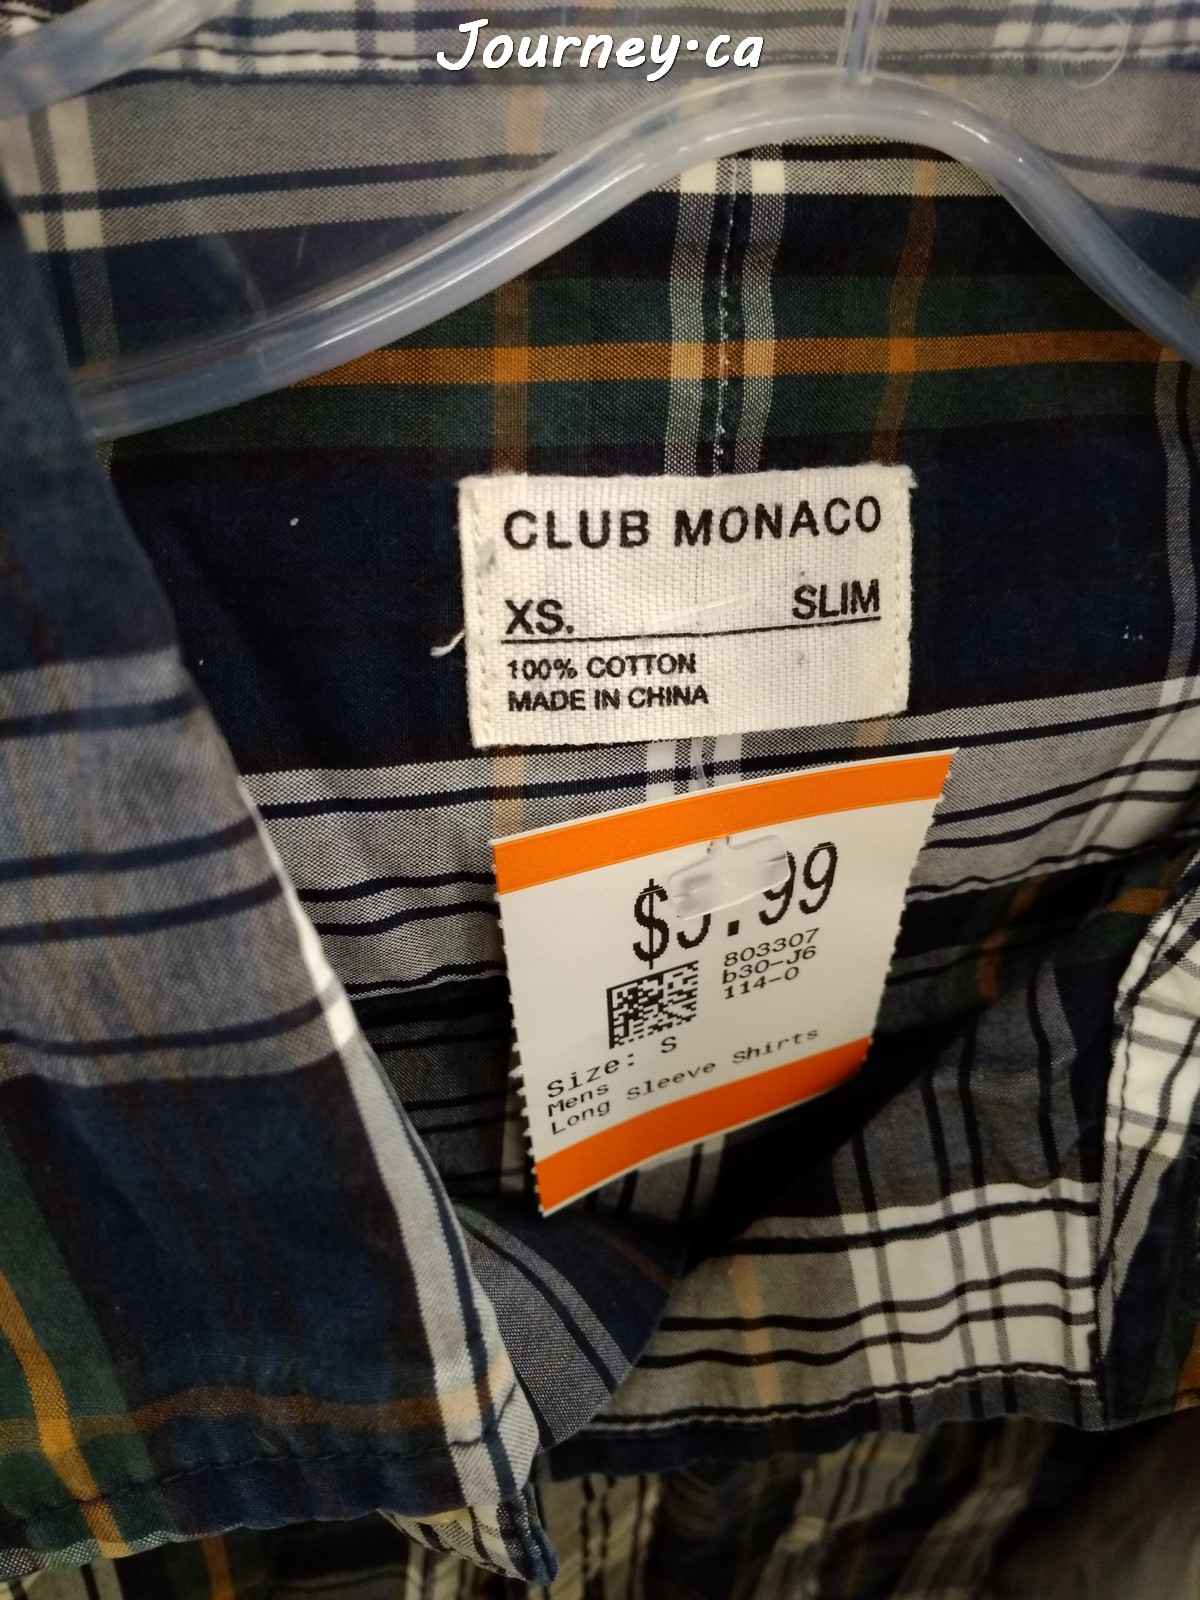 Journey.ca
CLUB MONACO
XS. SLIM
100% COTTON
MADE IN CHINA
803307
b30-J6
114-0
Size: S
Mens
Long Sleeve Shirts